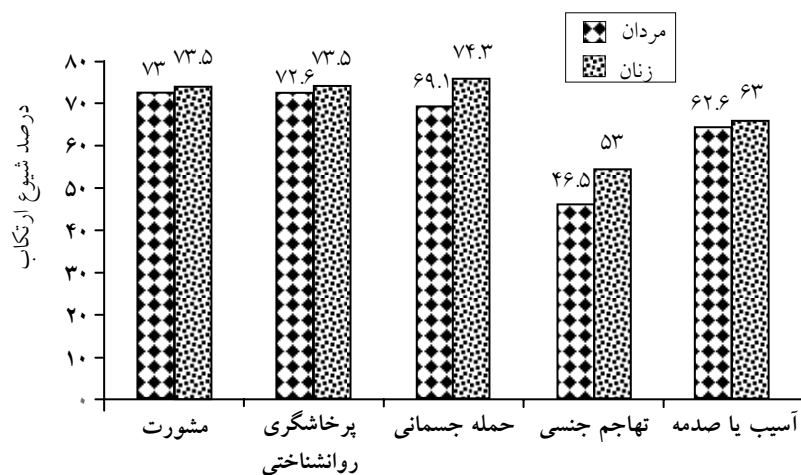 مردان
زنان
درصد شیوع ارتکاب
۸۰
۷۰
۶۰
۵۰
۴۰
۳۰
۲۰
۱۰
۰
۷۳
۷۳.۵
۷۲.۶
۷۳.۵
۶۹.۱
۷۴.۳
۴۶.۵
۵۳
۶۲.۶
۶۳
مشورت
پرخاشگری
روانشناختی
حمله جسمانی
تهاجم جنسی
آسیب یا صدمه